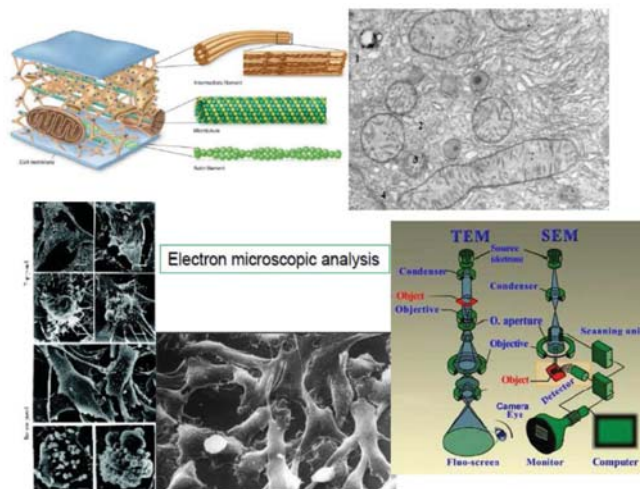 Intermediate filament
Microtubule
Actin filament
Cell membrane
1
2
3
4
Electron microscopic analysis
TEM SEM
Source (eletrons)
Condenser
Condenser
Object
Objective
O. aperture
Scanning unit
Objective
Object
Detector
Camera
Eye
Fluo-screen
Monitor
Computer